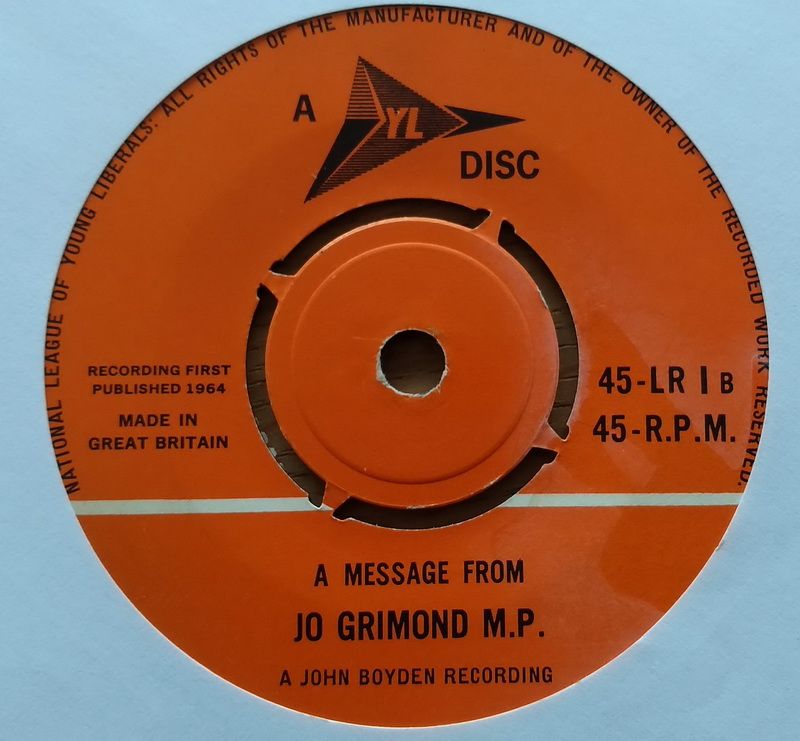 NATIONAL LEAGUE OF YOUNG LIBERALS: ALL RIGHTS OF THE MANUFACTURER AND OF THE OWNER OF THE RECORDED WORK RESERVED.
A YL DISC
RECORDING FIRST
PUBLISHED 1964
MADE IN
GREAT BRITAIN
45-LR 1 B
45-R.P.M.
A MESSAGE FROM
JO GRIMOND M.P.
A JOHN BOYDEN RECORDING